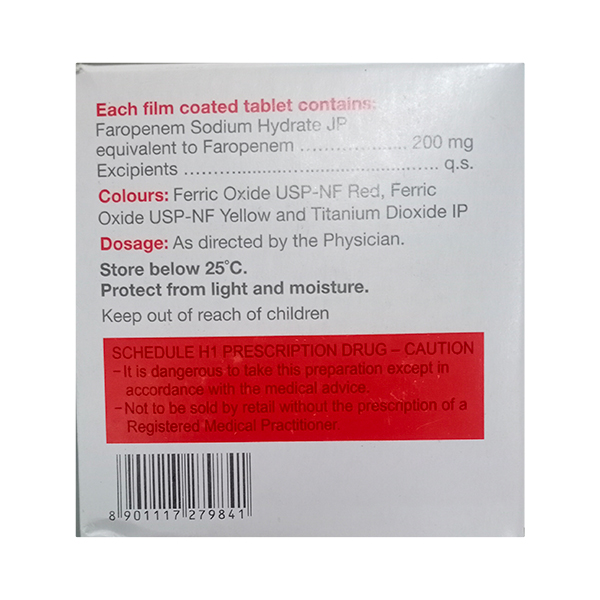 Each film coated tablet contains:
Faropenem Sodium Hydrate JP
equivalent to Faropenem .................. 200 mg
Excipients ........................................... q.s.
Colours: Ferric Oxide USP-NF Red, Ferric
Oxide USP-NF Yellow and Titanium Dioxide IP
Dosage: As directed by the Physician.
Store below 25°C.
Protect from light and moisture.
Keep out of reach of children
SCHEDULE H1 PRESCRIPTION DRUG – CAUTION
–It is dangerous to take this preparation except in
accordance with the medical advice.
–Not to be sold by retail without the prescription of a
Registered Medical Practitioner.
8 901117 279841